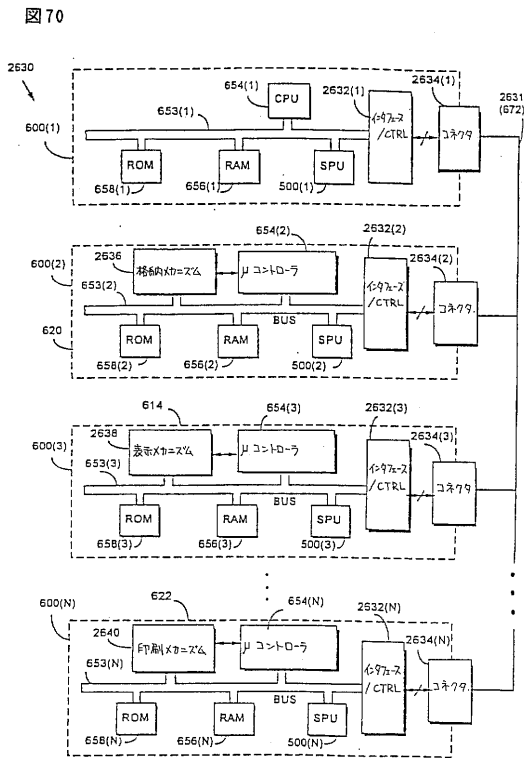 図70
2630
654(1)
2632(1)
2634(1)
2631
(672)
CPU
653(1)
インタフェース
/CTRL
コネクタ
600(1)
ROM
RAM
SPU
658(1)
656(1)
500(1)
654(2)
2632(2)
600(2)
2636
格納メカニズム
μコントローラ
2634(2)
653(2)
インタフェース
/CTRL
コネクタ
BUS
620
ROM
RAM
SPU
658(2)
656(2)
500(2)
614
654(3)
2632(3)
600(3)
2638
表示メカニズム
μコントローラ
2634(3)
653(3)
インタフェース
/CTRL
コネクタ
BUS
ROM
RAM
SPU
658(3)
656(3)
500(3)
600(N)
622
654(N)
2632(N)
2640
印刷メカニズム
μコントローラ
2634(N)
653(N)
インタフェース
/CTRL
コネクタ
BUS
ROM
RAM
SPU
658(N)
656(N)
500(N)